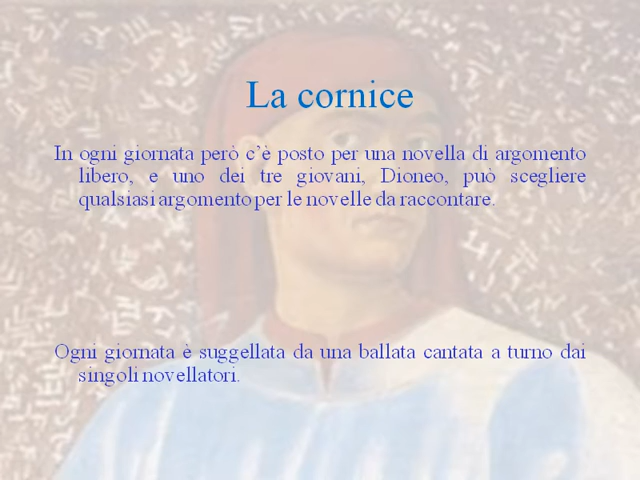 La cornice
In ogni giornata però c’è posto per una novella di argomento
libero, e uno dei tre giovani, Dioneo, può scegliere
qualsiasi argomento per le novelle da raccontare.
Ogni giornata è suggellata da una ballata cantata a turno dai
singoli novellatori.